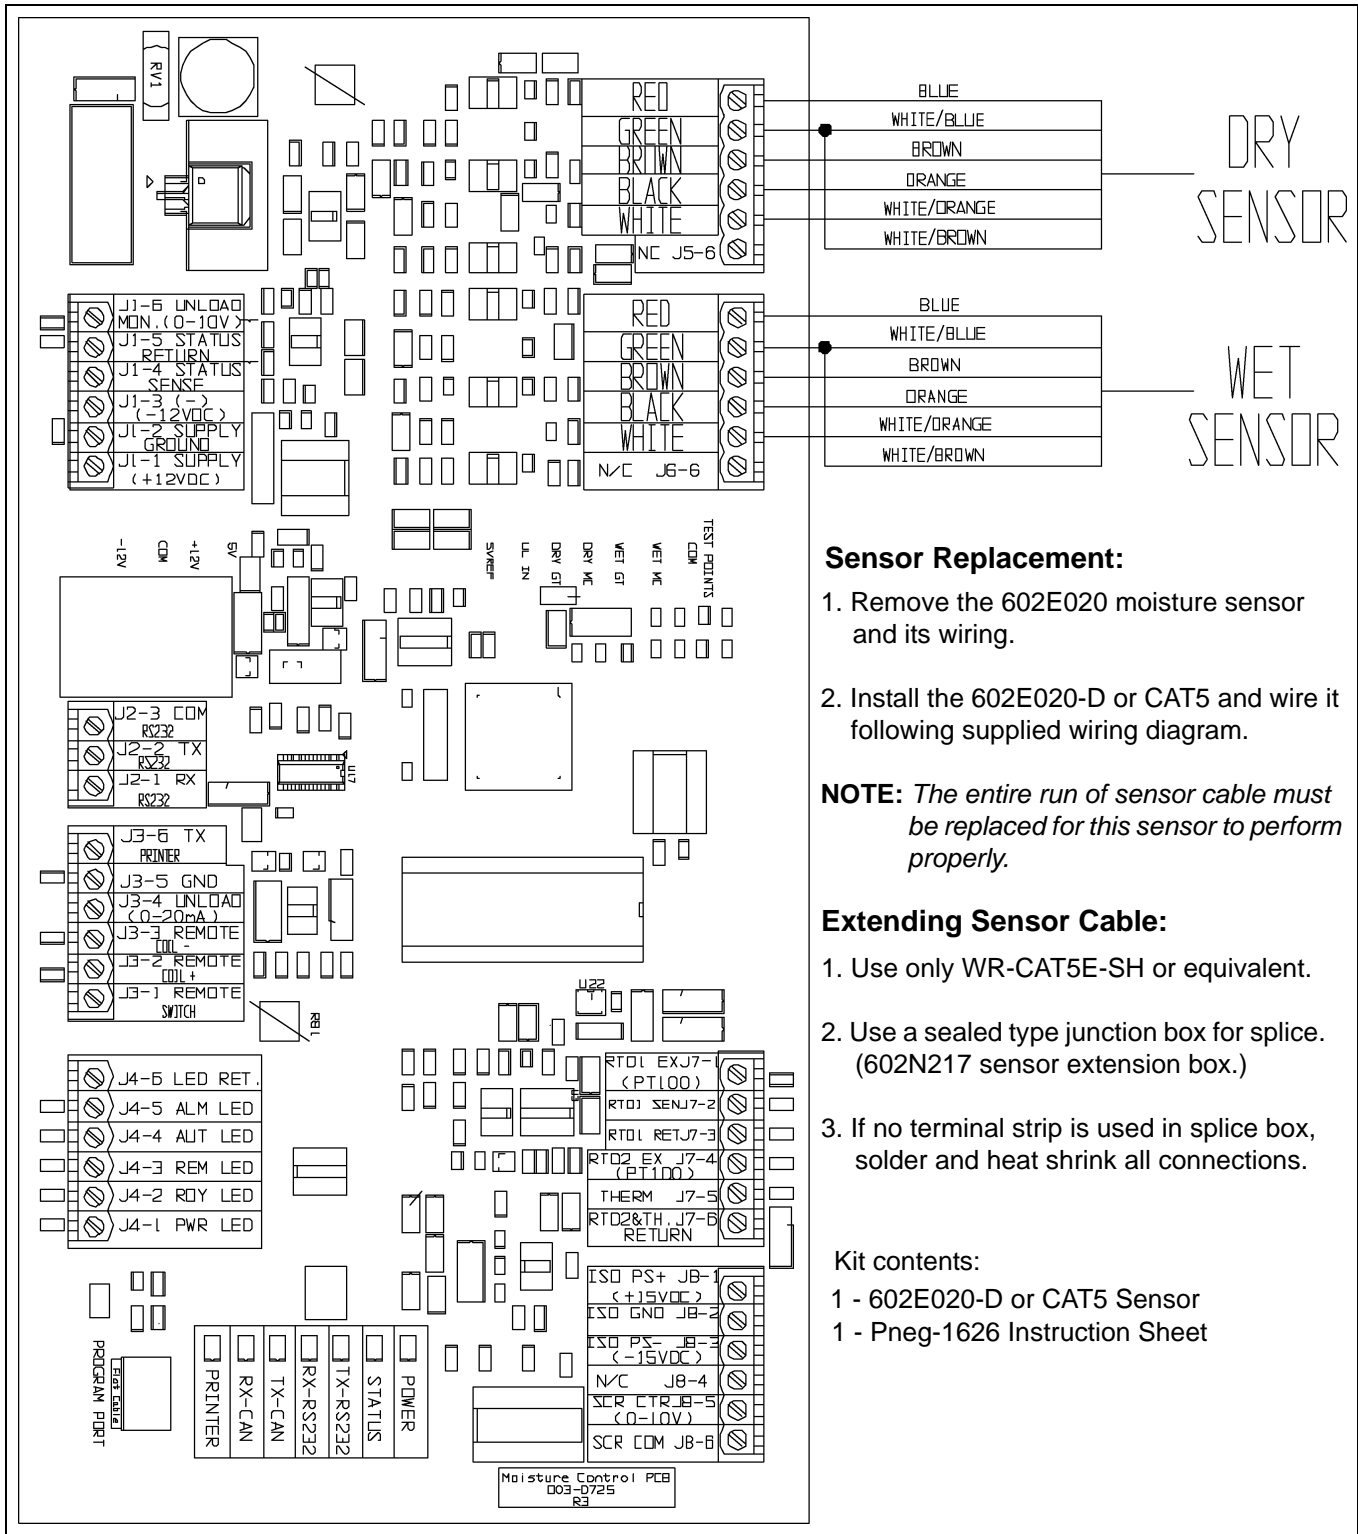 RV1
RED
GREEN
BROWN
BLACK
WHITE
NC J5-6
BLUE
WHITE/BLUE
BROWN
ORANGE
WHITE/ORANGE
WHITE/BROWN
DRY
SENSOR
J1-6 UNLOAD
MON.(0-10V)
J1-5 STATUS
RETURN
J1-4 STATUS
SENSE
J1-3 (-)
(-12VDC)
J1-2 SUPPLY
GROUND
J1-1 SUPPLY
(+12VDC)
RED
GREEN
BROWN
BLACK
WHITE
N/C J6-6
BLUE
WHITE/BLUE
BROWN
ORANGE
WHITE/ORANGE
WHITE/BROWN
WET
SENSOR
-12V
COM
+12V
5V
5VREF
UL IN
DRY GT
DRY MC
WET GT
WET MC
COM
TEST POINTS
Sensor Replacement:
1. Remove the 602E020 moisture sensor
and its wiring.
2. Install the 602E020-D or CAT5 and wire it
following supplied wiring diagram.
NOTE: The entire run of sensor cable must
be replaced for this sensor to perform
properly.
Extending Sensor Cable:
1. Use only WR-CAT5E-SH or equivalent.
2. Use a sealed type junction box for splice.
(602N217 sensor extension box.)
3. If no terminal strip is used in splice box,
solder and heat shrink all connections.
Kit contents:
1 - 602E020-D or CAT5 Sensor
1 - Pneg-1626 Instruction Sheet
J2-3 COM
RS232
J2-2 TX
RS232
J2-1 RX
RS232
U17
J3-6 TX
PRINTER
J3-5 GND
J3-4 UNLOAD
(0-20mA)
J3-3 REMOTE
COIL -
J3-2 REMOTE
COIL +
J3-1 REMOTE
SWITCH
R81
U22
J4-6 LED RET.
J4-5 ALM LED
J4-4 AUT LED
J4-3 REM LED
J4-2 RDY LED
J4-1 PWR LED
RTD1 EXJ7-1
(PT100)
RTD1 SENJ7-2
RTD1 RETJ7-3
RTD2 EX J7-4
(PT100)
THERM J7-5
RTD2&TH. J7-6
RETURN
ISO PS+ J8-1
(+15VDC)
ISO GND J8-2
ISO PS- J8-3
(-15VDC)
N/C J8-4
SCR CTRJ8-5
(0-10V)
SCR COM J8-6
PROGRAM PORT
Flat Cable
PRINTER
RX-CAN
TX-CAN
RX-RS232
TX-RS232
STATUS
POWER
Moisture Control PCB
003-D725
R3